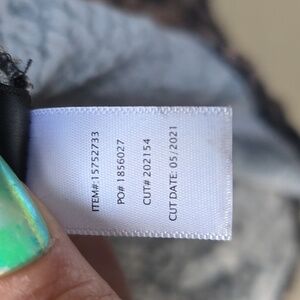 ITEM#: 15752733
PO# 1856027
CUT# 202154
CUT DATE: 05/2021